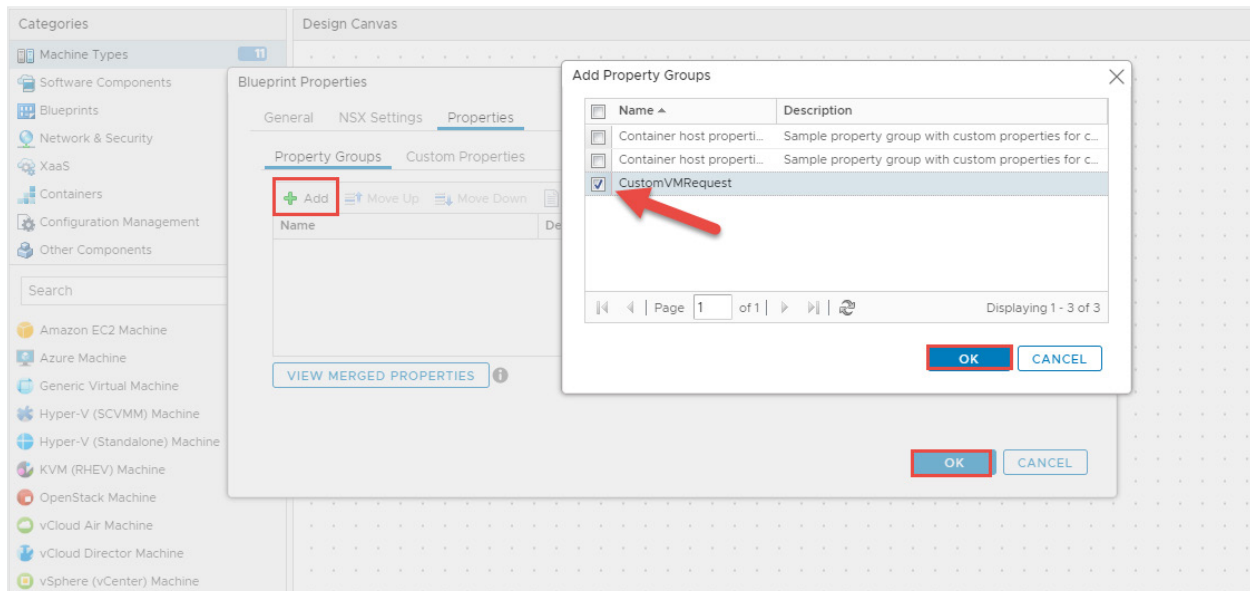 Categories
Design Canvas
Machine Types
11
Software Components
Blueprints
Network & Security
XaaS
Containers
Configuration Management
Other Components
Search
Amazon EC2 Machine
Azure Machine
Generic Virtual Machine
Hyper-V (SCVMM) Machine
Hyper-V (Standalone) Machine
KVM (RHEV) Machine
OpenStack Machine
vCloud Air Machine
vCloud Director Machine
vSphere (vCenter) Machine
Blueprint Properties
General NSX Settings Properties
Property Groups Custom Properties
Add Move Up Move Down
Name De
VIEW MERGED PROPERTIES
OK CANCEL
Add Property Groups
Name Description
Container host properti... Sample property group with custom properties for c...
Container host properti... Sample property group with custom properties for c...
CustomVMRequest
Page 1 of 1 Displaying 1 - 3 of 3
OK CANCEL